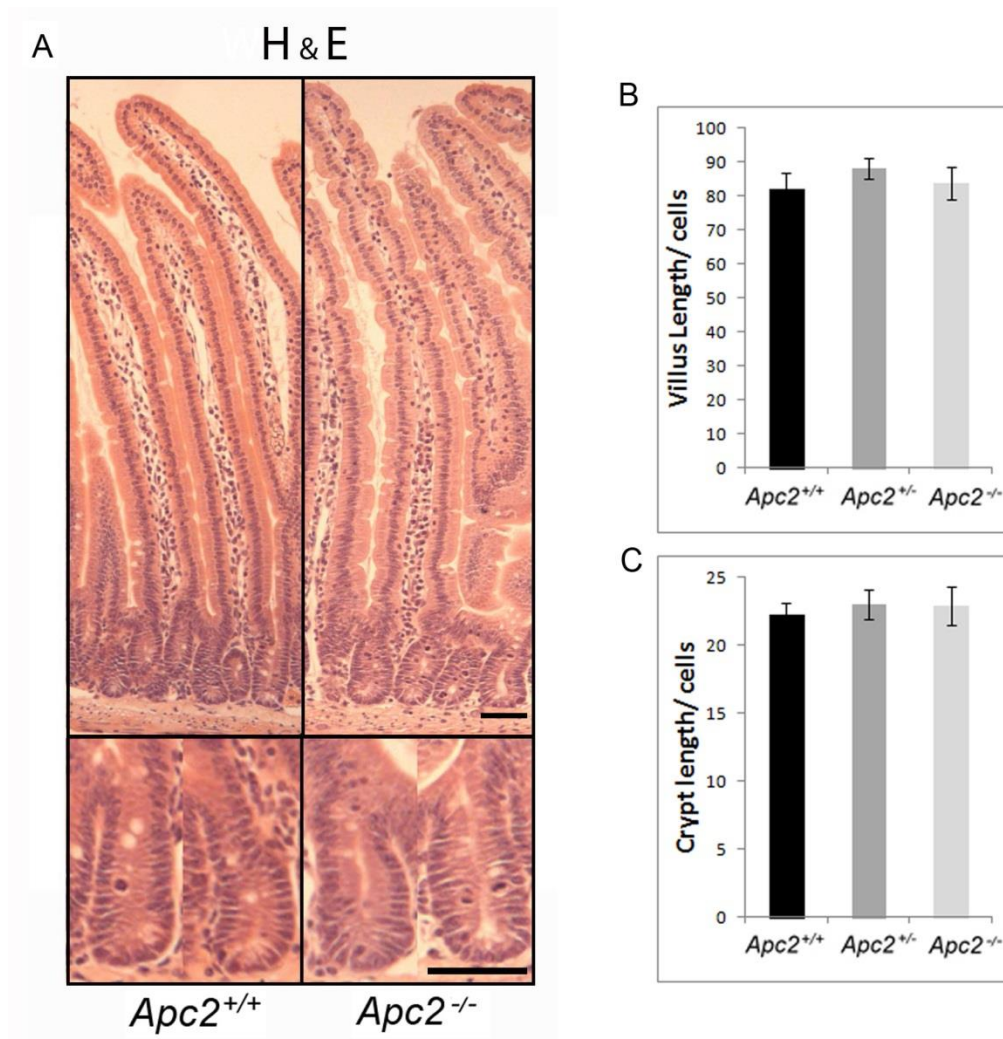 A
H & E
Apc2+/+
Apc2-/-
B
Villus Length/ cells
100
90
80
70
60
50
40
30
20
10
0
Apc2+/+ Apc2+/- Apc2-/-
C
Crypt length/ cells
25
20
15
10
5
0
Apc2+/+ Apc2+/- Apc2-/-